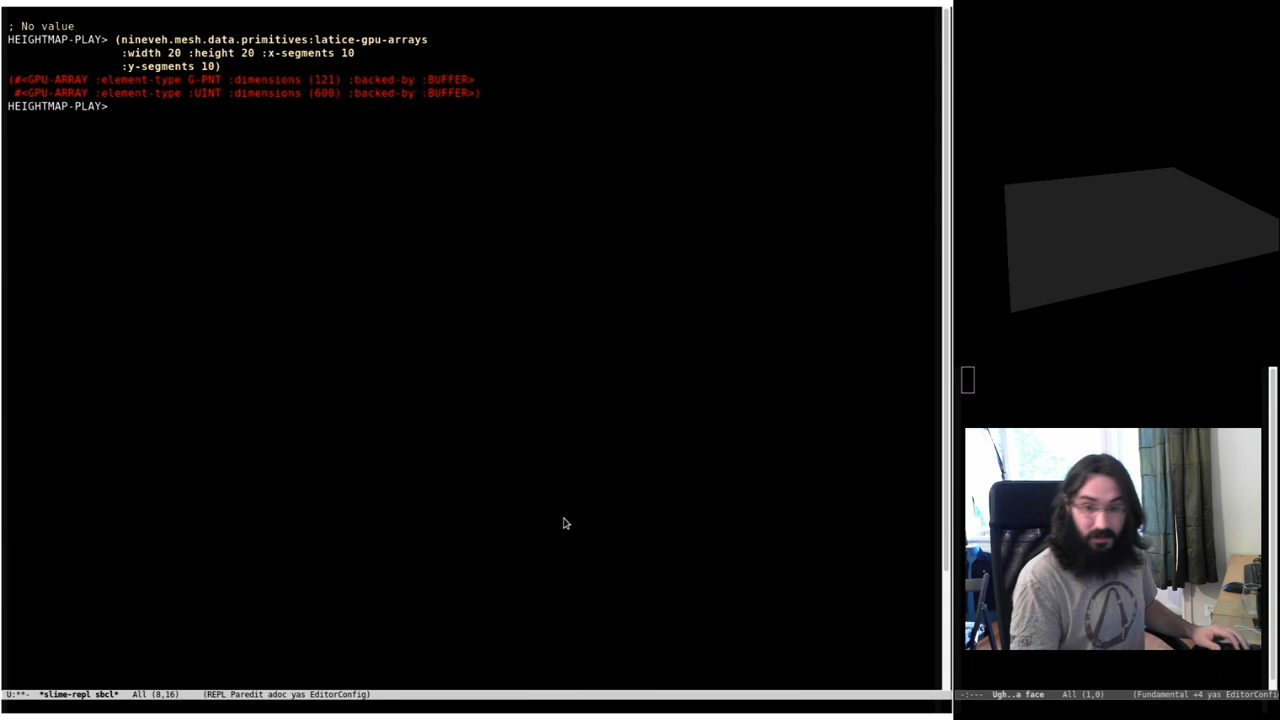 ; No value
HEIGHTMAP-PLAY> (nineveh.mesh.data.primitives:latice-gpu-arrays
:width 20 :height 20 :x-segments 10
:y-segments 10)
(#<GPU-ARRAY :element-type G-PNT :dimensions (121) :backed-by :BUFFER>
#<GPU-ARRAY :element-type :UINT :dimensions (600) :backed-by :BUFFER>)
HEIGHTMAP-PLAY>
U:**- *slime-repl sbcl* All (8,16) (REPL Paredit adoc yas EditorConfig)
-:--- Ugh..a face All (1,0) (Fundamental +4 yas EditorConfi